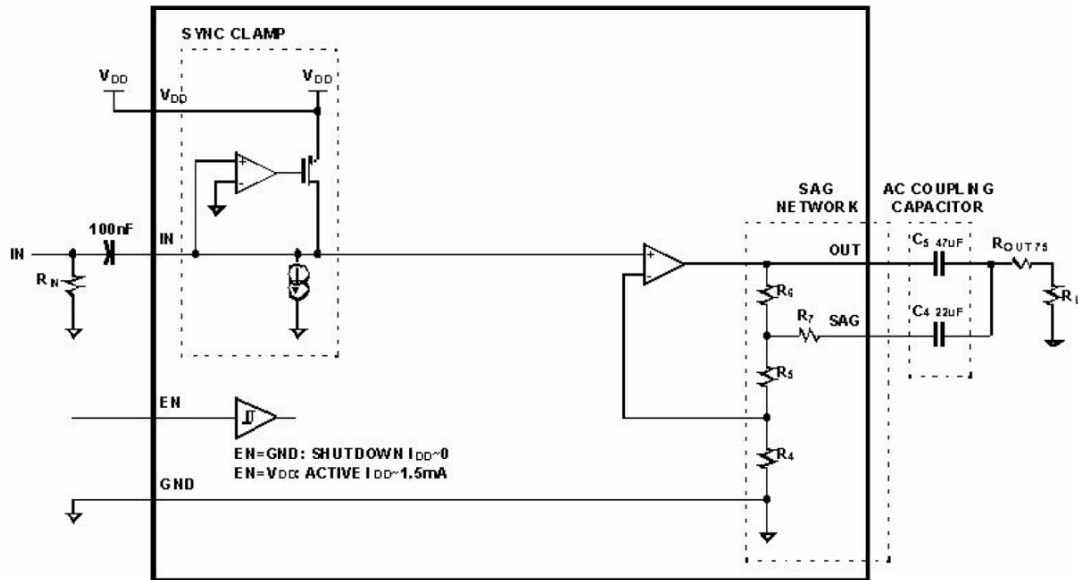 SYNC CLAMP
VDD
VDD
VDD
+
-
100nF
IN
IN
RIN
+
-
SAG
NETWORK
AC COUPLING
CAPACITOR
OUT
C5 47uF
ROUT75
R6
R7
SAG
C4 22uF
RL
R5
EN
R4
EN=GND: SHUTDOWN IDD~0
EN=VDD: ACTIVE IDD~1.5mA
GND